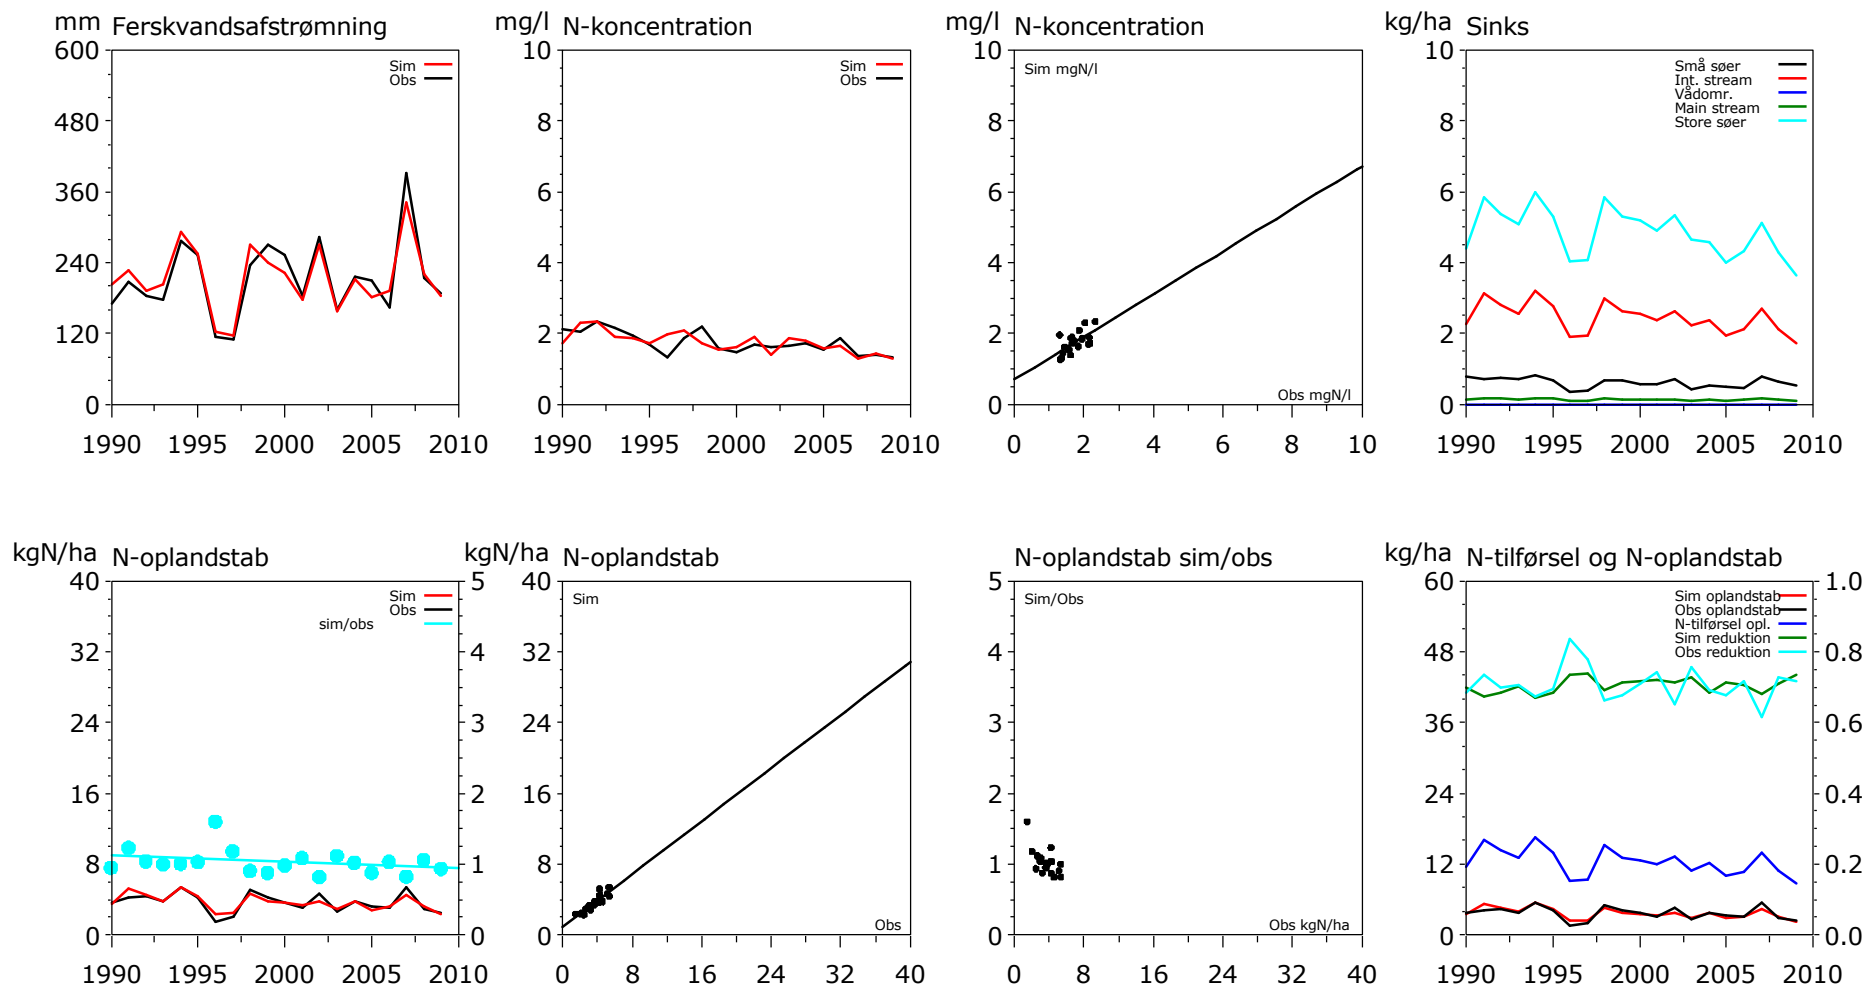 mm Ferskvandsafstrømning
600
480
360
240
120
0
Sim
Obs
1990 1995 2000 2005 2010
mg/l N-koncentration
10
8
6
4
2
0
Sim
Obs
1990 1995 2000 2005 2010
mg/l N-koncentration
10
8
6
4
2
0
Sim mgN/l
Obs mgN/l
0 2 4 6 8 10
kg/ha Sinks
10
8
6
4
2
0
Små søer
Int. stream
Vådomr.
Main stream
Store søer
1990 1995 2000 2005 2010
kgN/ha N-oplandstab
40
32
24
16
8
0
Sim
Obs
sim/obs
5
4
3
2
1
0
1990 1995 2000 2005 2010
kgN/ha N-oplandstab
40
32
24
16
8
0
Sim
Obs
0 8 16 24 32 40
N-oplandstab sim/obs
5
4
3
2
1
0
Sim/Obs
Obs kgN/ha
0 8 16 24 32 40
kg/ha N-tilførsel og N-oplandstab
60
48
36
24
12
0
Sim oplandstab
Obs oplandstab
N-tilførsel opl.
Sim reduktion
Obs reduktion
1.0
0.8
0.6
0.4
0.2
0.0
1990 1995 2000 2005 2010